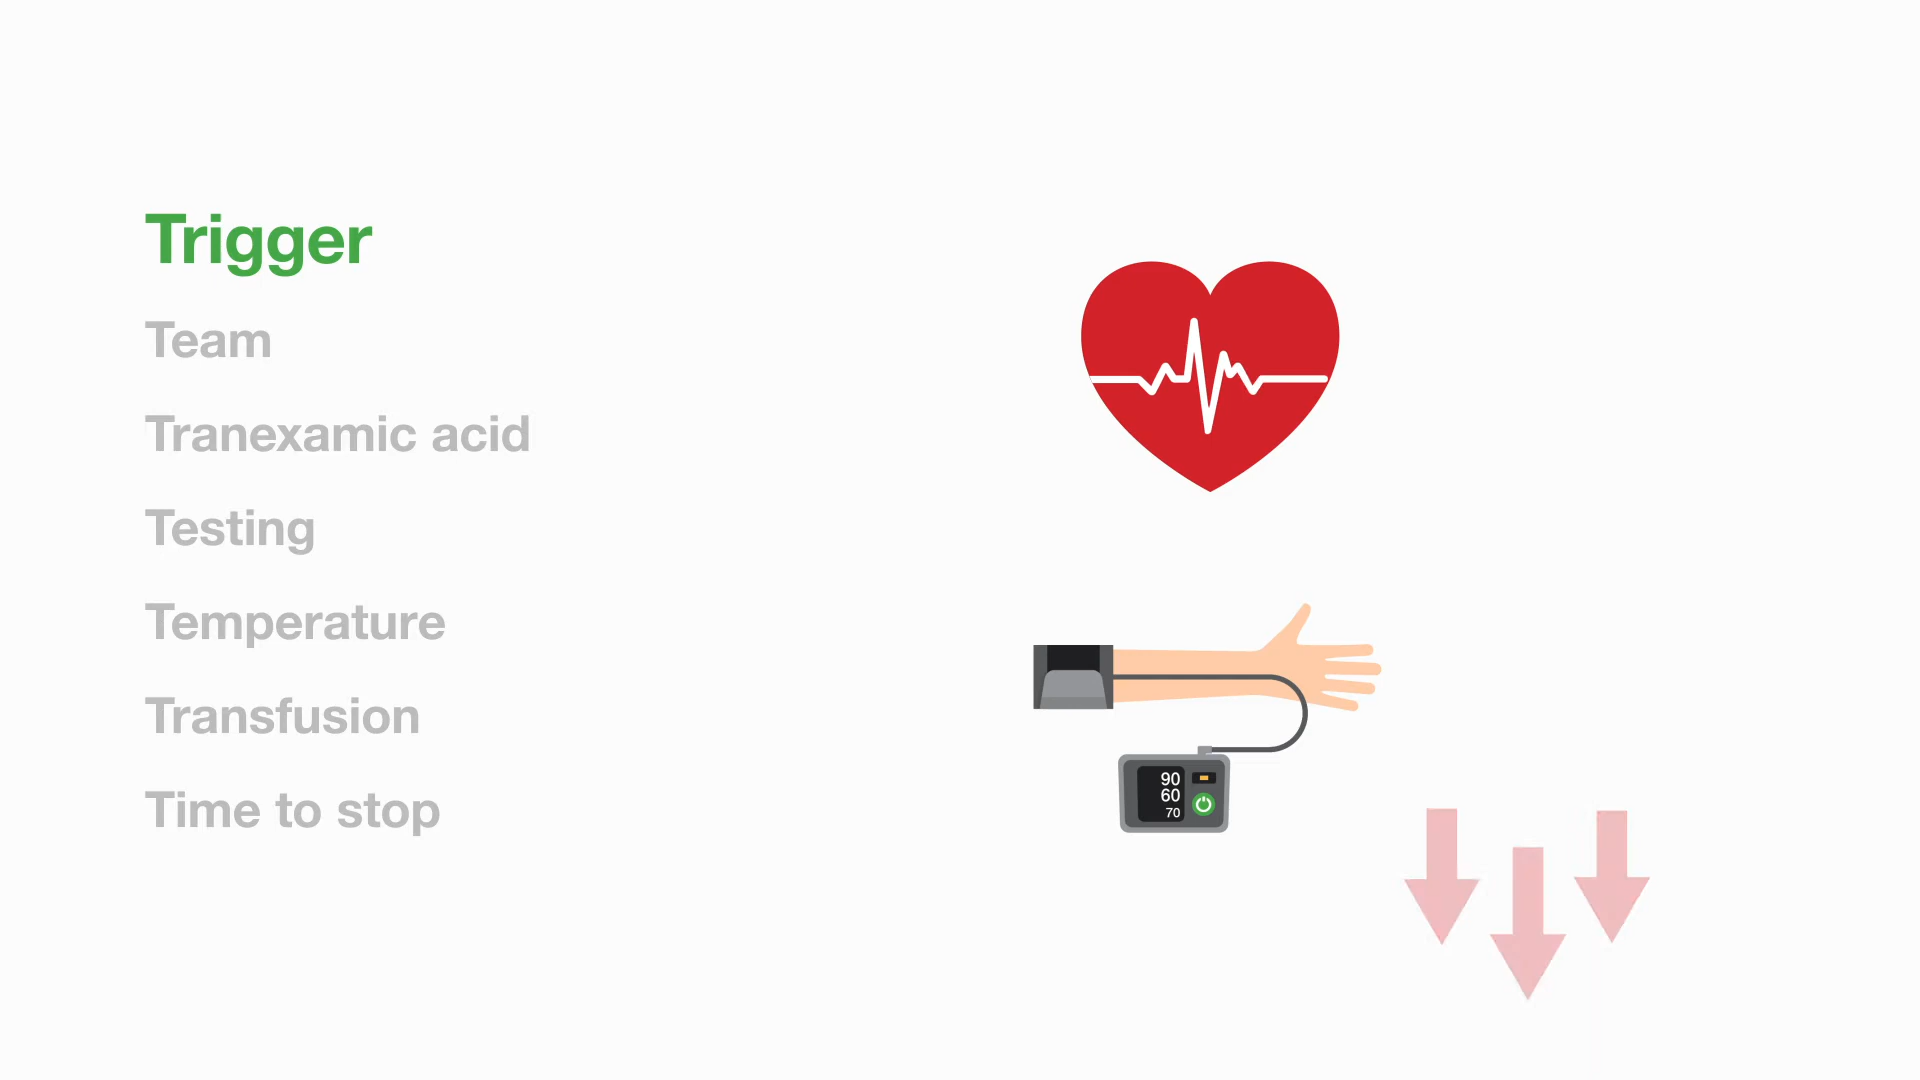 Trigger
Team
Tranexamic acid
Testing
Temperature
Transfusion
Time to stop
90
60
70